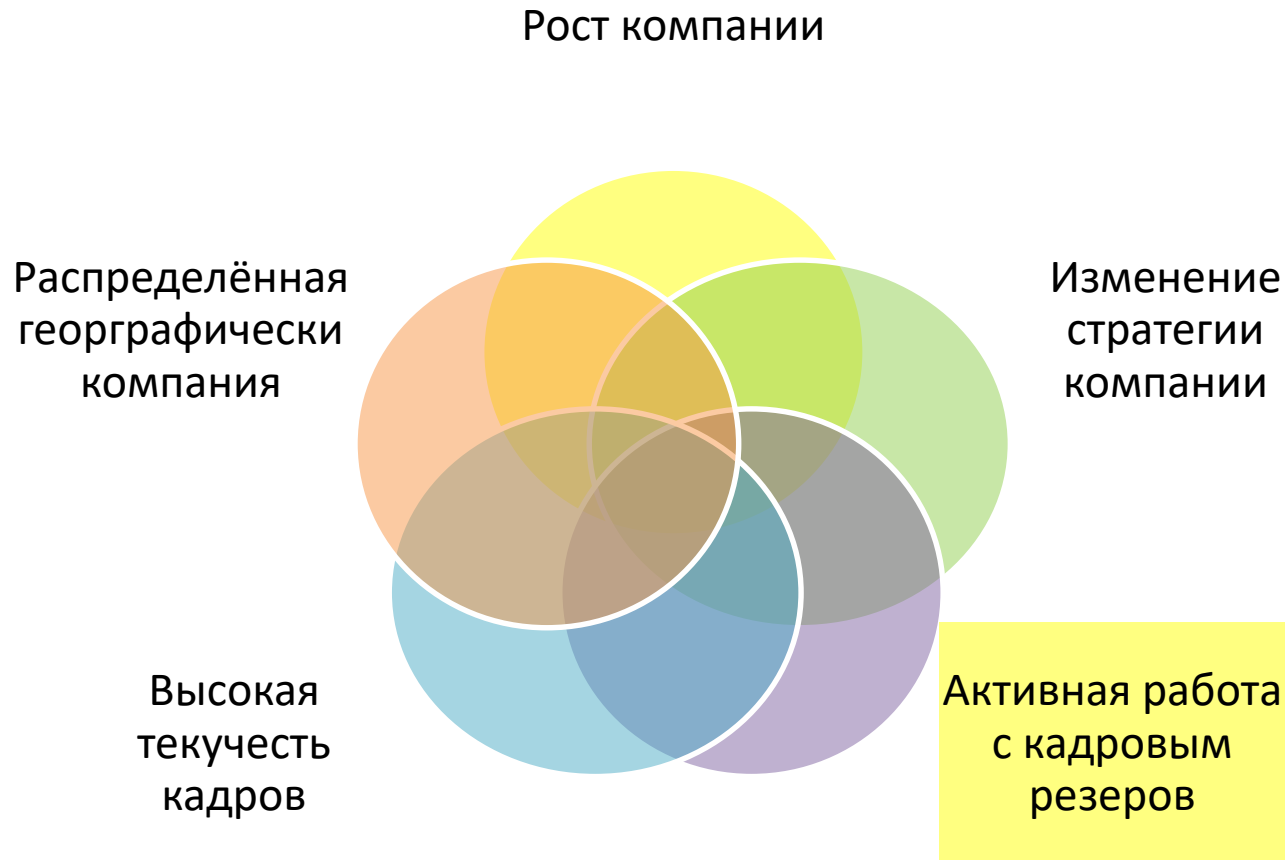 Рост компании
Распределённая
георграфически
компания
Изменение
стратегии
компании
Высокая
текучесть
кадров
Активная работа
с кадровым
резеров